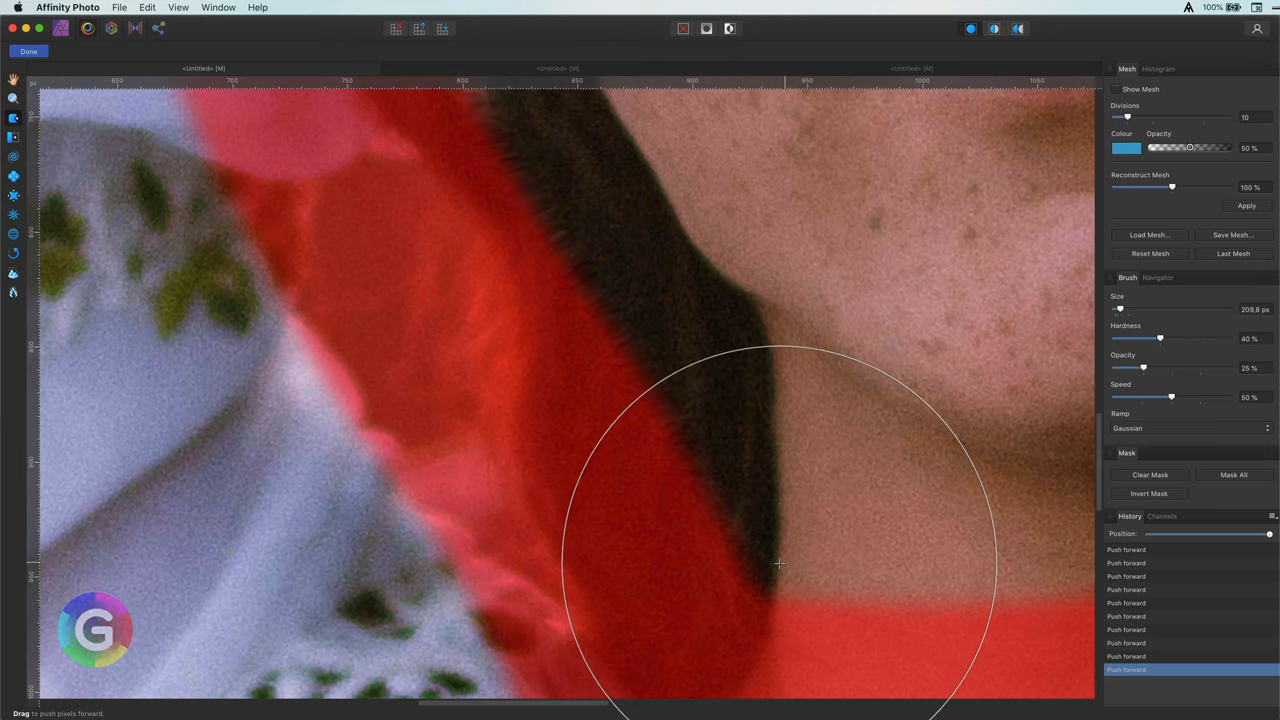 Affinity Photo File Edit View Window Help 100%
Done
<Untitled> [M] <Untitled> [M] <Untitled> [M]
px 650 700 750 800 850 900 950 1000 1050
Mesh Histogram
Show Mesh
Divisions
10
Colour Opacity
50 %
Reconstruct Mesh
100 %
Apply
Load Mesh... Save Mesh...
Reset Mesh Last Mesh
Brush Navigator
Size
209,8 px
Hardness
40 %
Opacity
25 %
Speed
50 %
Ramp
Gaussian
Mask
Clear Mask Mask All
Invert Mask
History Channels
Position:
Push forward
Push forward
Push forward
Push forward
Push forward
Push forward
Push forward
Push forward
Push forward
Push forward
G
Drag to push pixels forward.